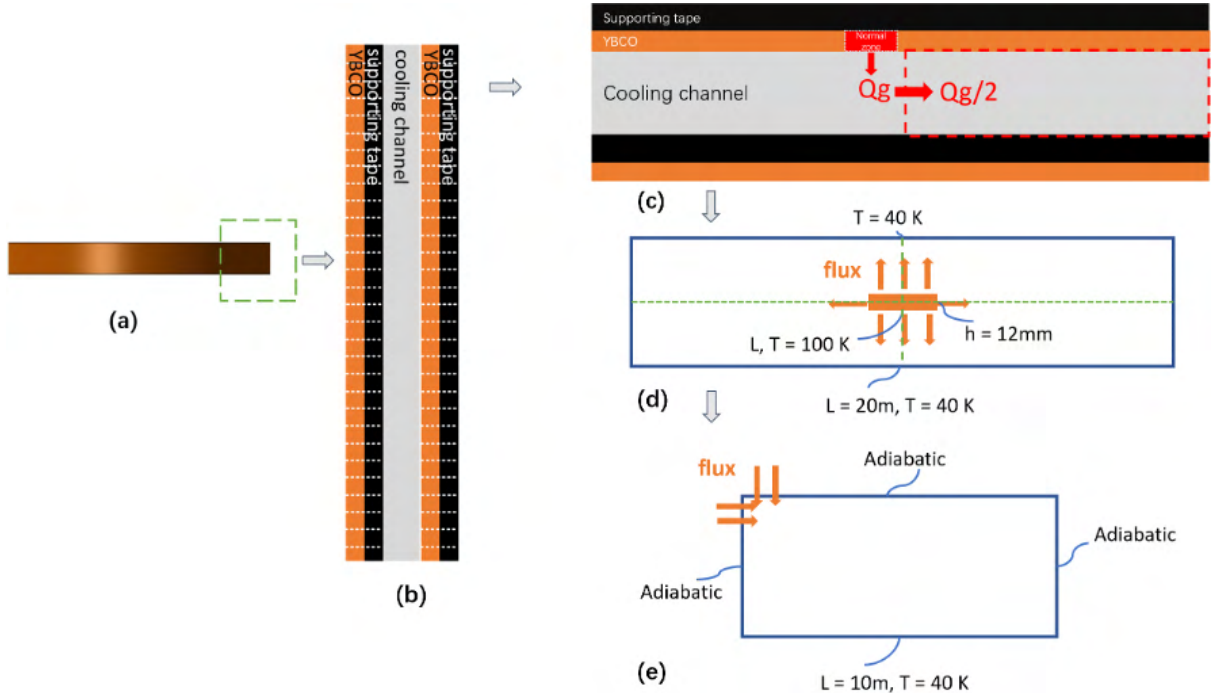 (a)
YBCO
supporting tape
cooling channel
YBCO
supporting tape
(b)
Supporting tape
YBCO
Normal
zone
Cooling channel
Qg
Qg/2
(c)
T = 40 K
flux
L, T = 100 K
h = 12mm
(d)
L = 20m, T = 40 K
flux
Adiabatic
Adiabatic
Adiabatic
(e)
L = 10m, T = 40 K